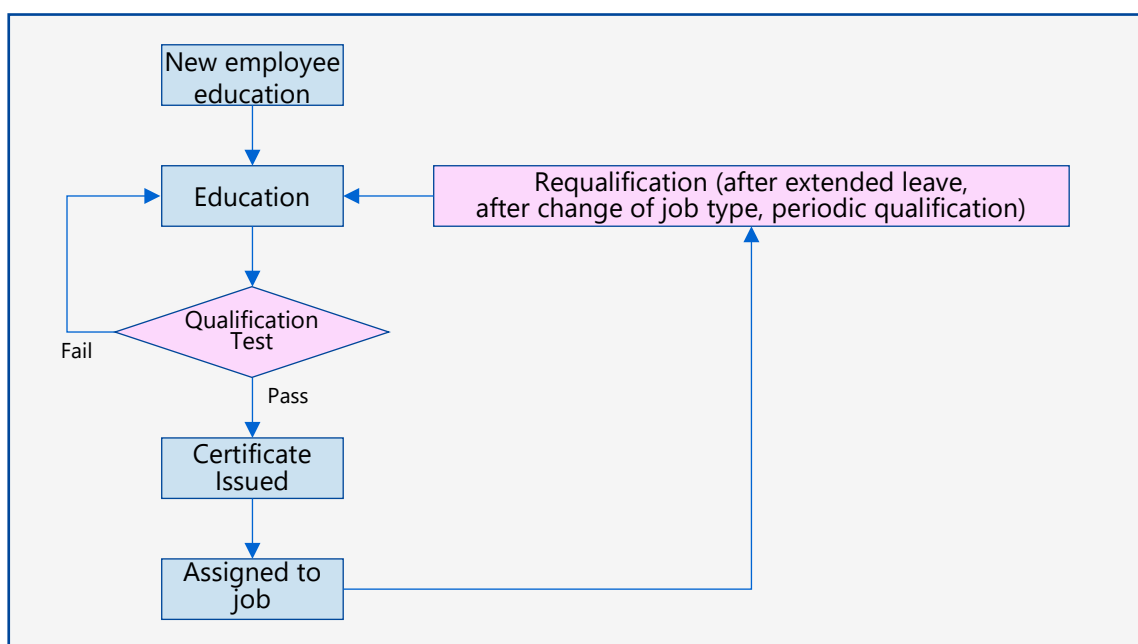 New employee
education
Education
Requalification (after extended leave,
after change of job type, periodic qualification)
Qualification
Test
Fail
Pass
Certificate
Issued
Assigned to
job